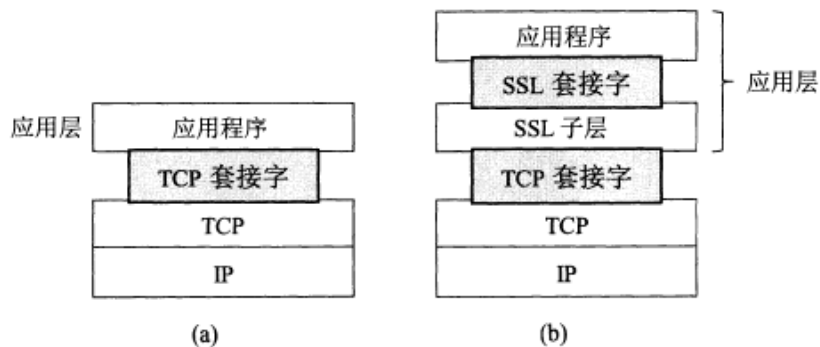 应用层
应用程序
TCP 套接字
TCP
IP
(a)
应用程序
SSL 套接字
SSL 子层
TCP 套接字
TCP
IP
应用层
(b)